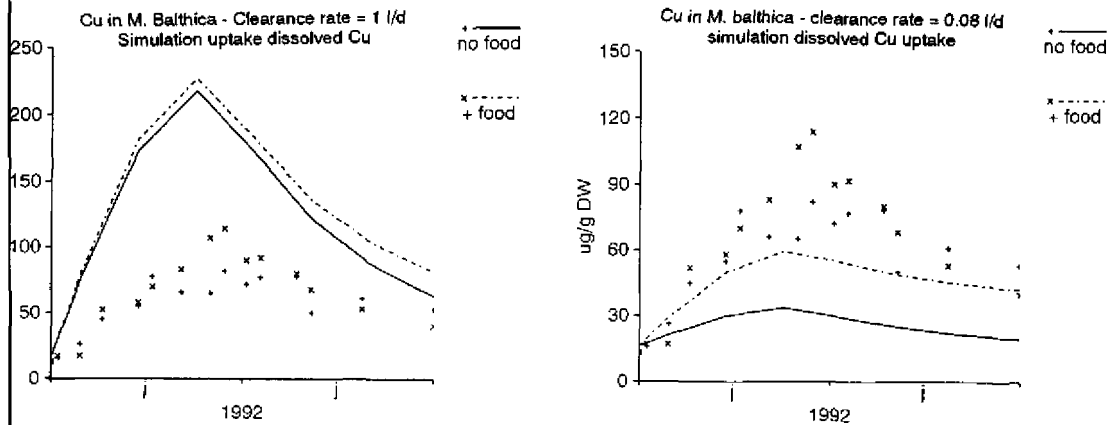 Cu in M. Balthica - Clearance rate = 1 l/d
Simulation uptake dissolved Cu
250
200
150
100
50
0
1992
+
no food
x
+ food
Cu in M. balthica - clearance rate = 0.08 l/d
simulation dissolved Cu uptake
150
120
90
60
30
0
ug/g DW
1992
+
no food
x
+ food